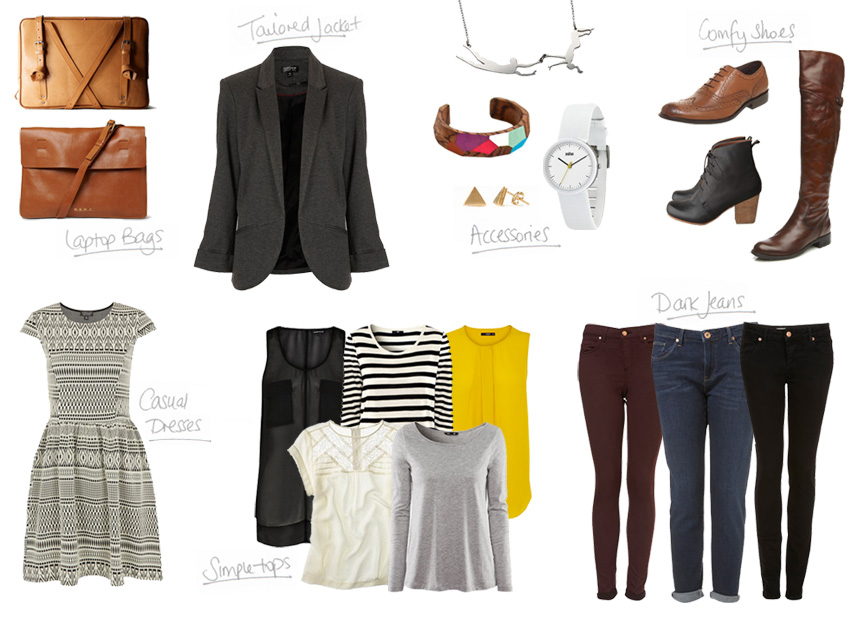 Tailored Jacket
Comfy Shoes
Laptop Bags
Accessories
Dark Jeans
Casual
Dresses
Simple tops